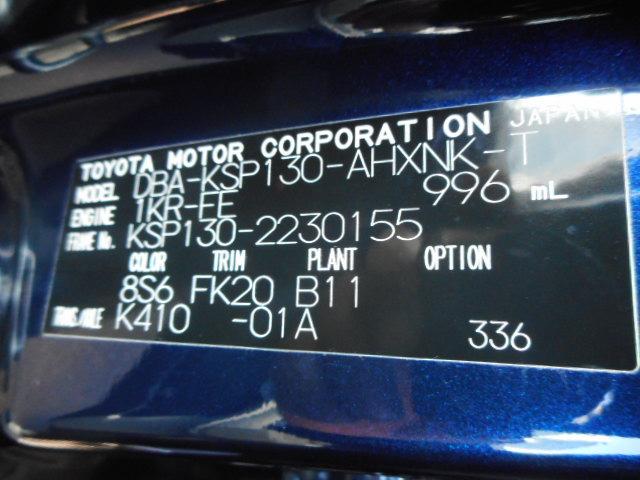 TOYOTA MOTOR CORPORATION JAPAN
MODEL DBA-KSP130-AHXNK-T
ENGINE 1KR-FE 996 mL
FRAME No. KSP130-2230155
COLOR TRIM PLANT OPTION
8S6 FK20 B11
TRANS/AXLE K410 -01A 336